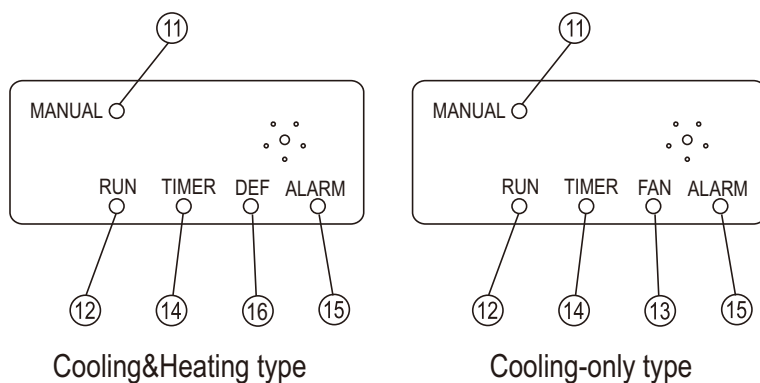 ⑪ ⑪
MANUAL MANUAL
RUN TIMER DEF ALARM RUN TIMER FAN ALARM
⑫ ⑭ ⑯ ⑮ ⑫ ⑭ ⑬ ⑮
Cooling&Heating type Cooling-only type